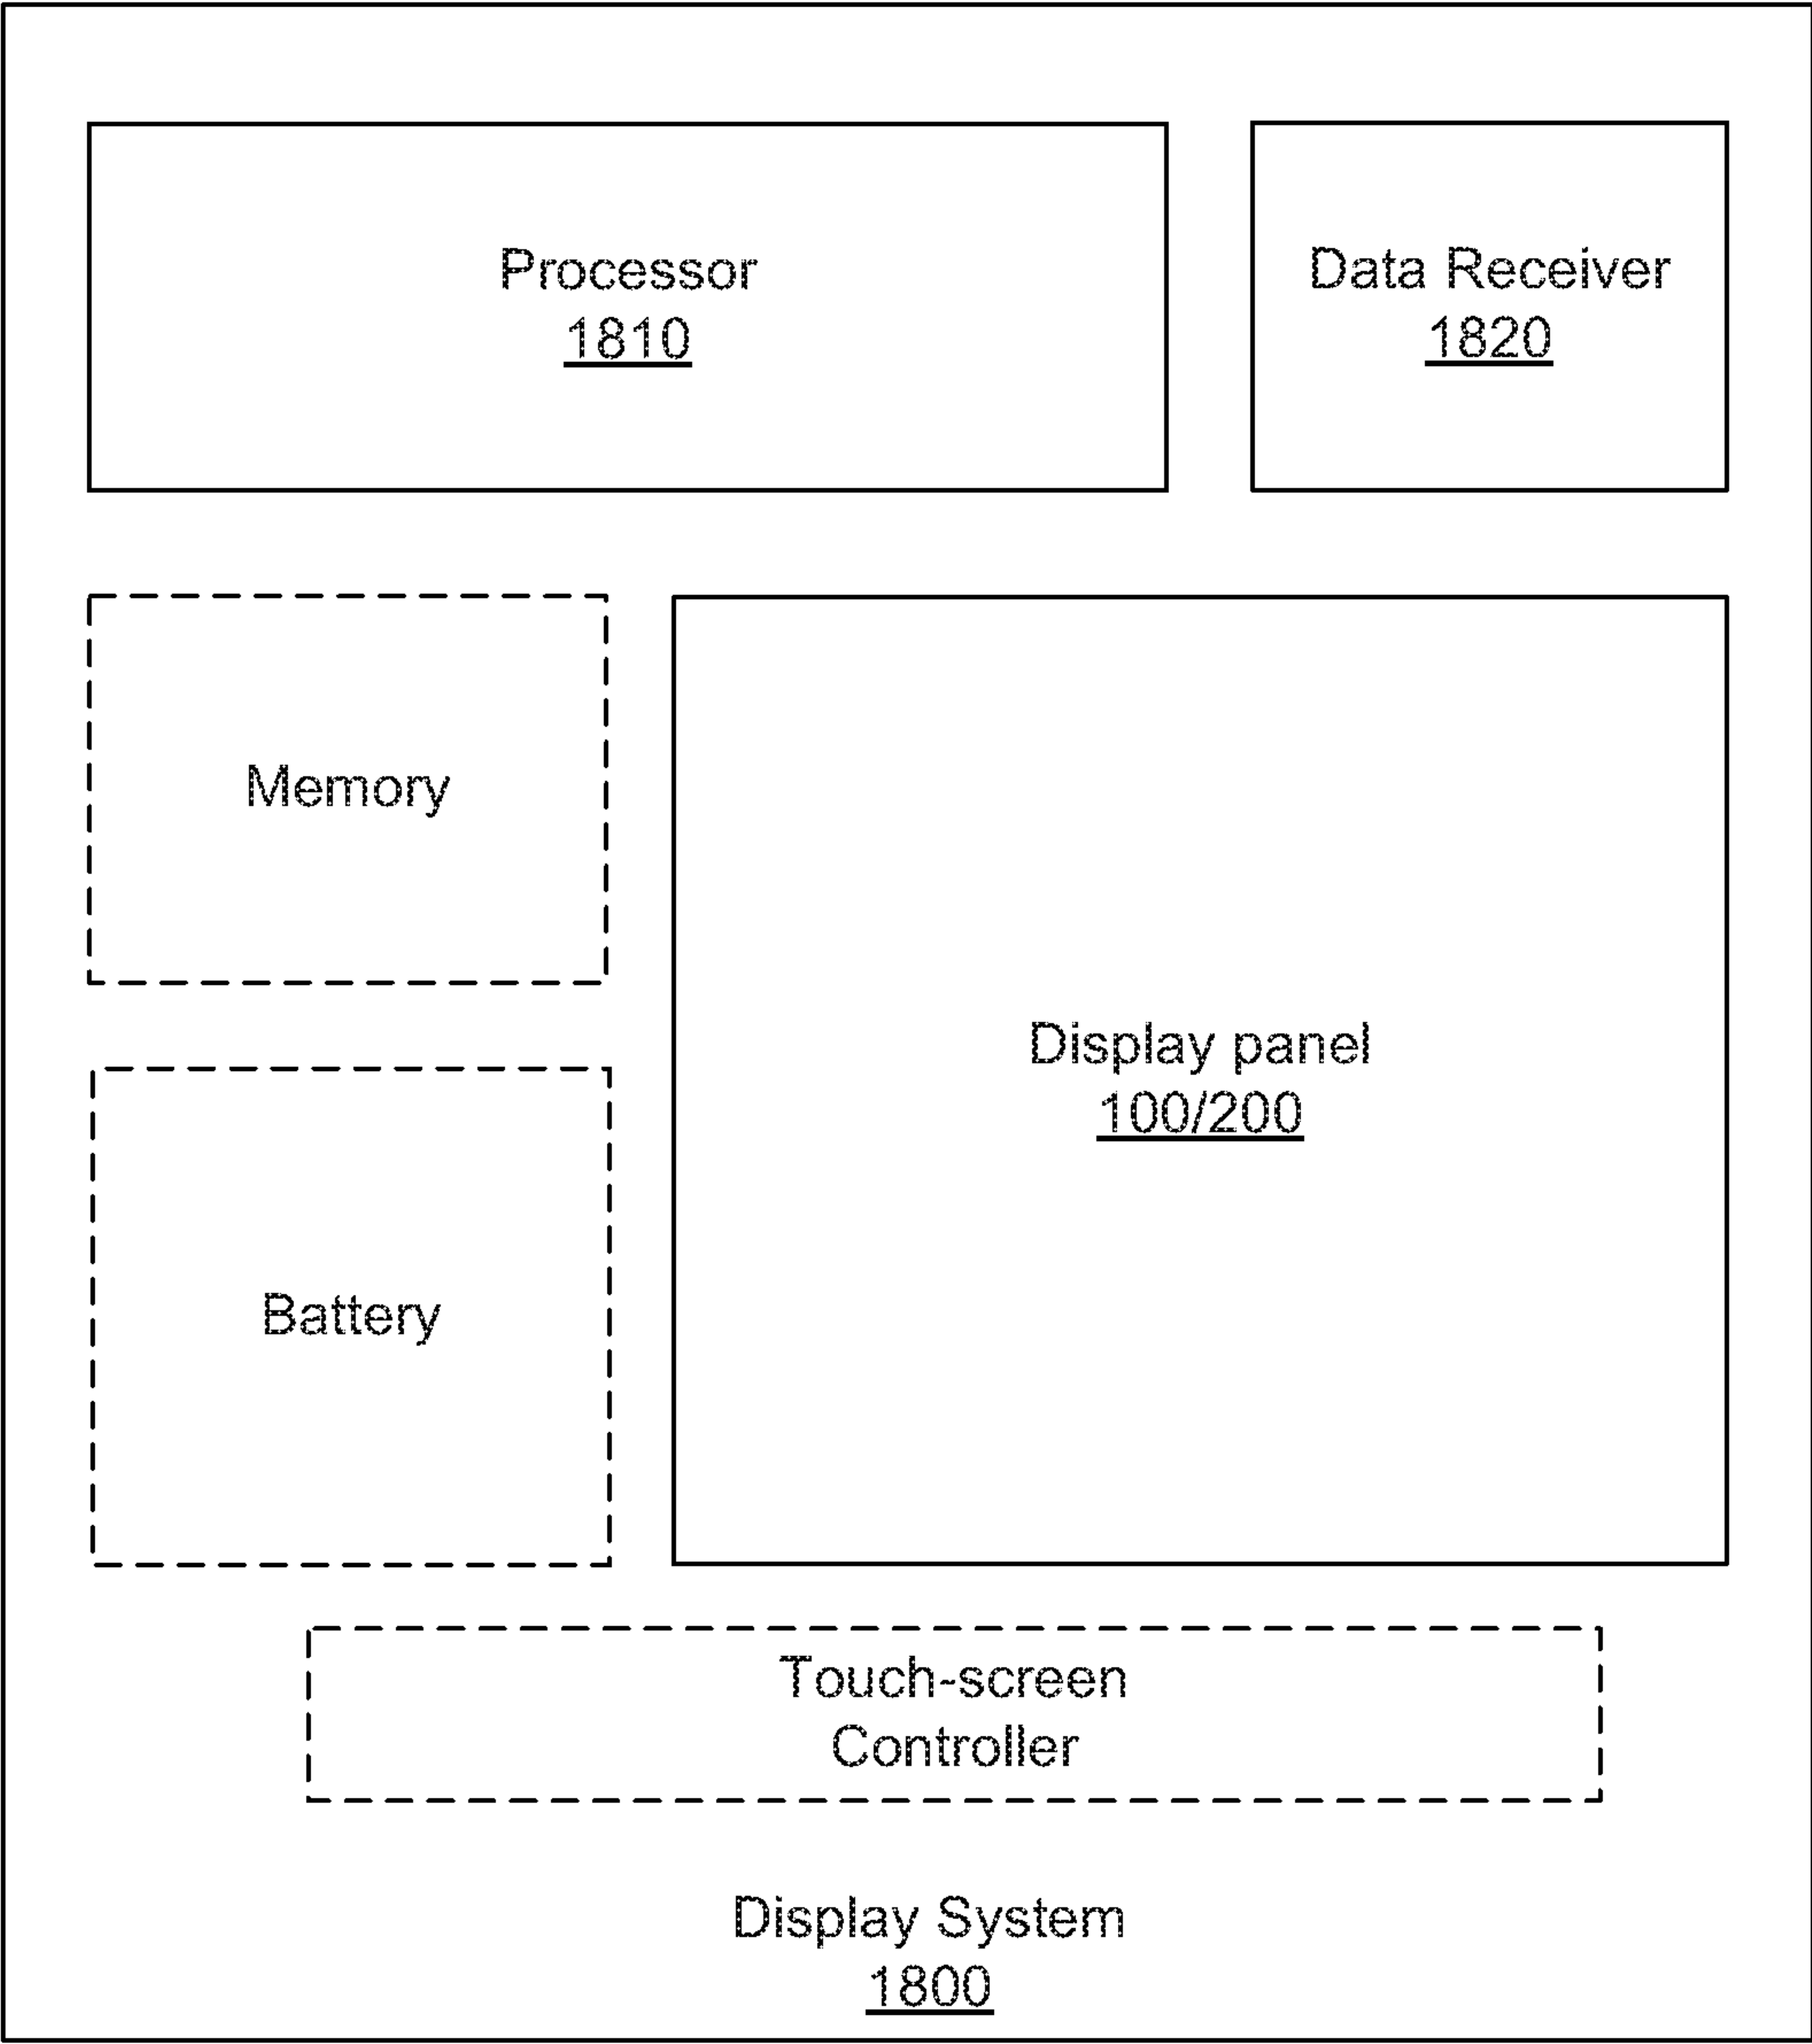 Processor
1810
Data Receiver
1820
Memory
Display panel
100/200
Battery
Touch-screen
Controller
Display System
1800